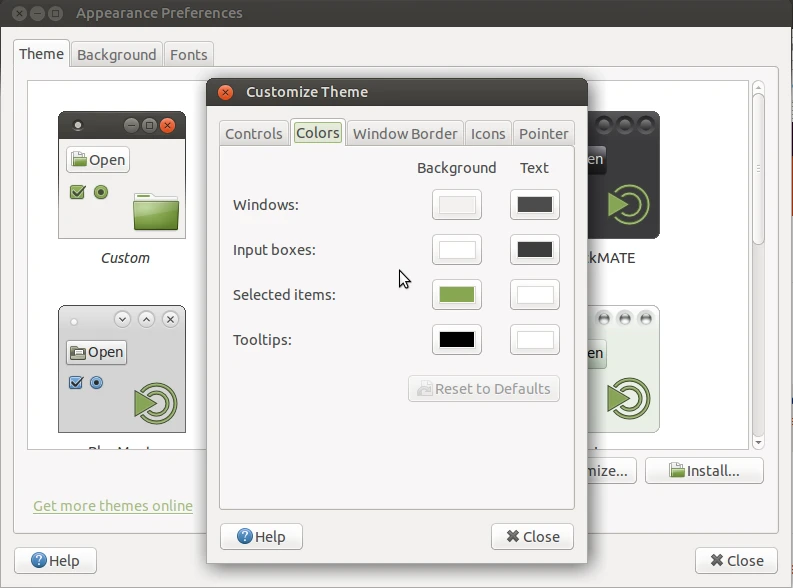 Appearance Preferences
Theme Background Fonts
Customize Theme
Controls Colors Window Border Icons Pointer
Background Text
Windows:
Input boxes:
Selected items:
Tooltips:
Reset to Defaults
Help Close
Open
Custom
Open
en
kMATE
en
mize... Install...
Get more themes online
Help Close